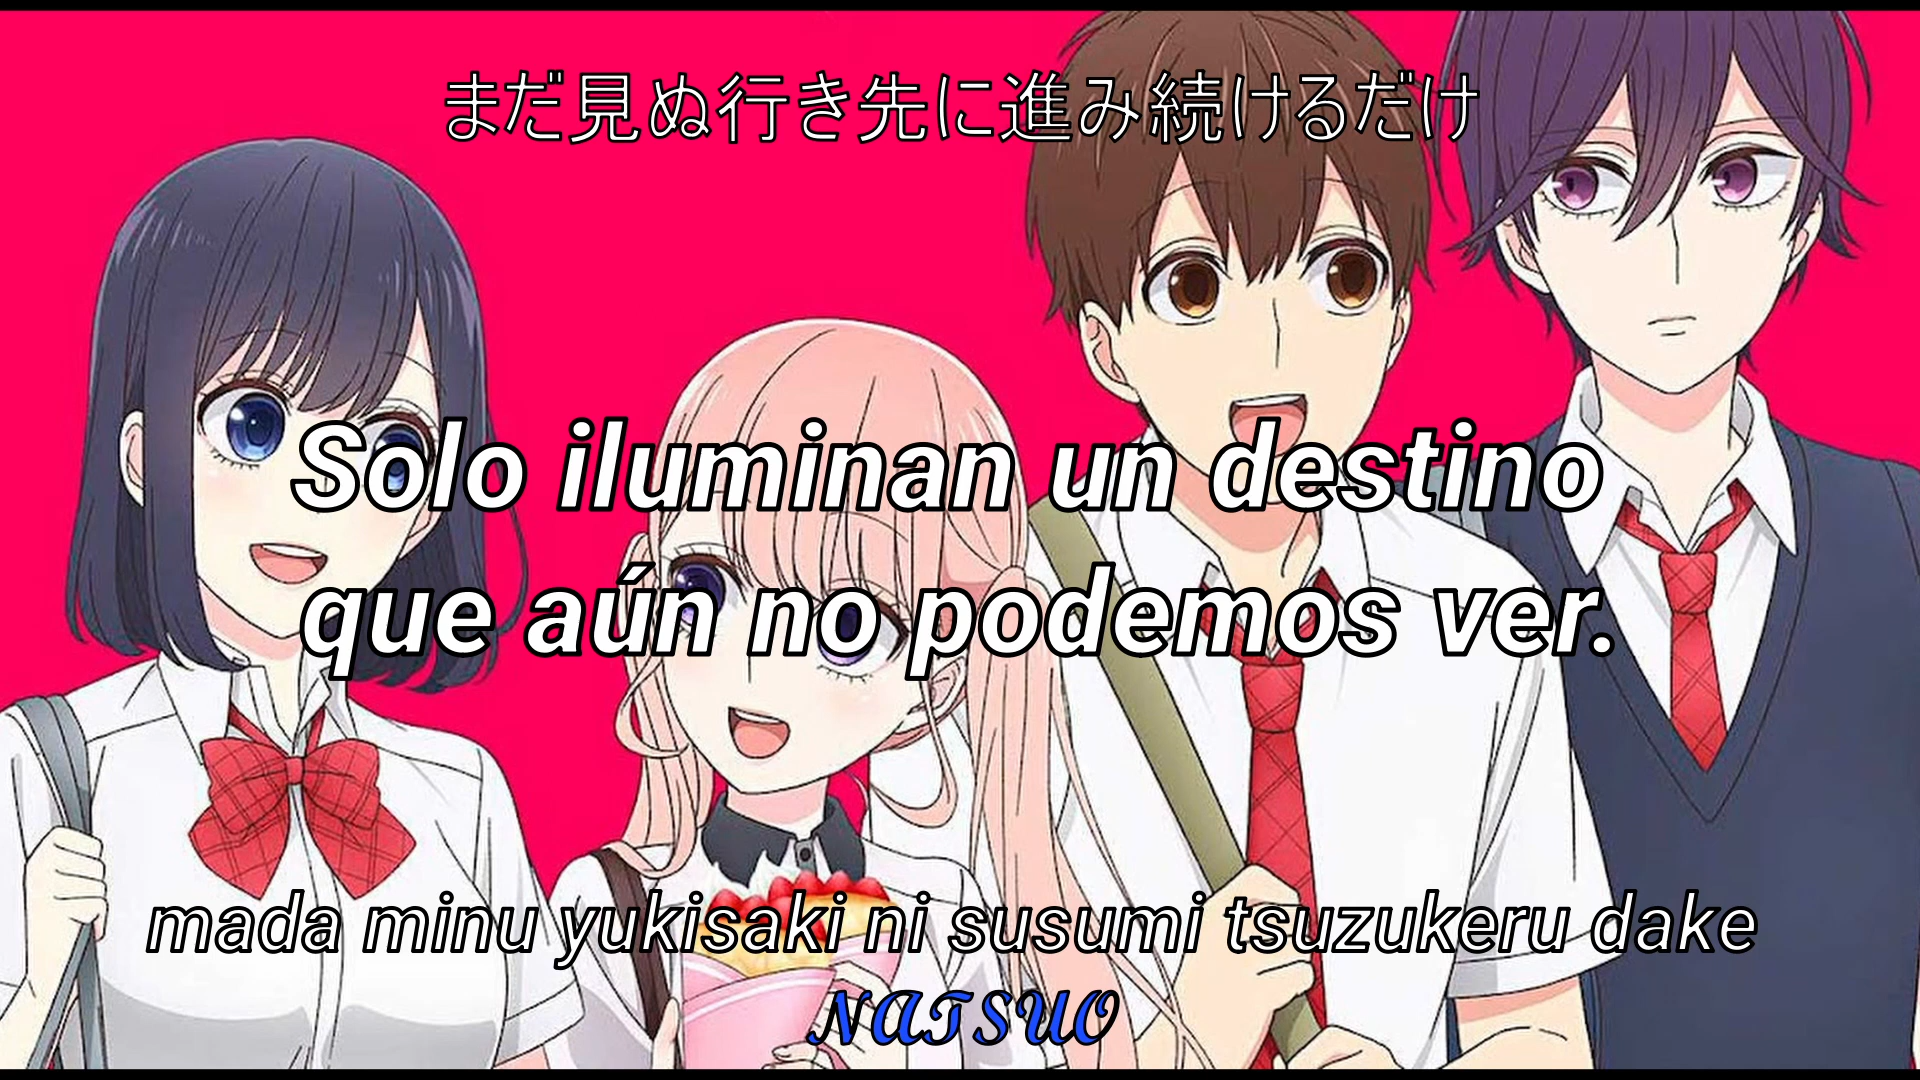 まだ見ぬ行き先に進み続けるだけ
Solo iluminan un destino
que aún no podemos ver.
mada minu yukisaki ni susumi tsuzukeru dake
NATSUO